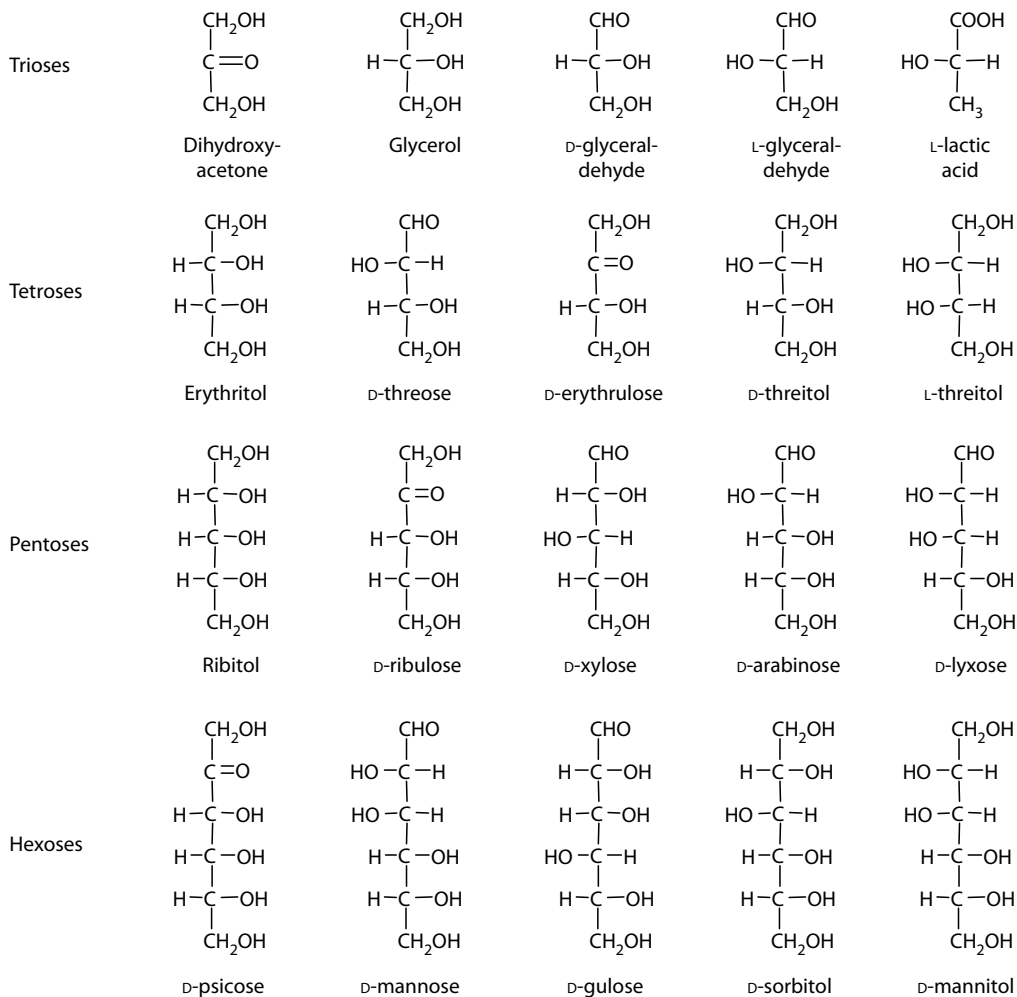 CH2OH CH2OH CHO CHO COOH
Trioses C=O H–C–OH H–C–OH HO–C–H HO–C–H
CH2OH CH2OH CH2OH CH2OH CH3
Dihydroxy- Glycerol D-glyceral- L-glyceral- L-lactic
acetone dehyde dehyde acid
CH2OH CHO CH2OH CH2OH CH2OH
H–C–OH HO–C–H C=O HO–C–H HO–C–H
Tetroses
H–C–OH H–C–OH H–C–OH H–C–OH HO–C–H
CH2OH CH2OH CH2OH CH2OH CH2OH
Erythritol D-threose D-erythrulose D-threitol L-threitol
CH2OH CH2OH CHO CHO CHO
H–C–OH C=O H–C–OH HO–C–H HO–C–H
Pentoses H–C–OH H–C–OH HO–C–H H–C–OH HO–C–H
H–C–OH H–C–OH H–C–OH H–C–OH H–C–OH
CH2OH CH2OH CH2OH CH2OH CH2OH
Ribitol D-ribulose D-xylose D-arabinose D-lyxose
CH2OH CHO CHO CH2OH CH2OH
C=O HO–C–H H–C–OH H–C–OH HO–C–H
H–C–OH HO–C–H H–C–OH HO–C–H HO–C–H
Hexoses
H–C–OH H–C–OH HO–C–H H–C–OH H–C–OH
H–C–OH H–C–OH H–C–OH H–C–OH H–C–OH
CH2OH CH2OH CH2OH CH2OH CH2OH
D-psicose D-mannose D-gulose D-sorbitol D-mannitol